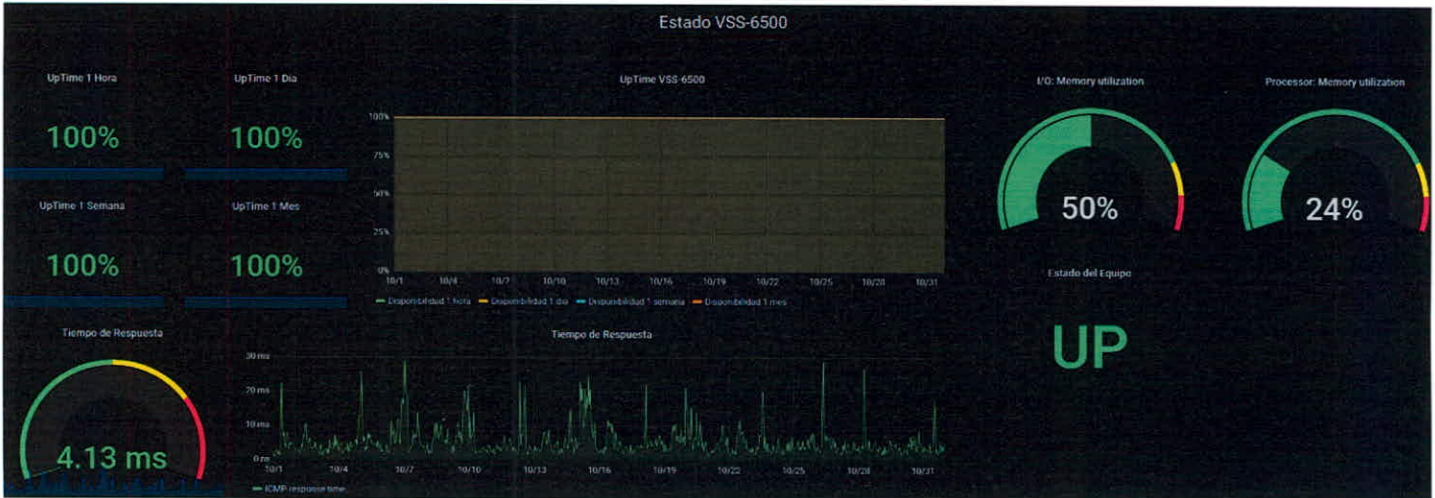 Estado VSS-6500
UpTime 1 Hora
100%
UpTime 1 Dia
100%
UpTime 1 Semana
100%
UpTime 1 Mes
100%
UpTime VSS-6500
100%
75%
50%
25%
0%
10/1 10/4 10/7 10/10 10/13 10/16 10/19 10/22 10/25 10/28 10/31
Disponibilidad 1 hora Disponibilidad 1 dia Disponibilidad 1 semana Disponibilidad 1 mes
I/O: Memory utilization
50%
Processor: Memory utilization
24%
Estado del Equipo
UP
Tiempo de Respuesta
4.13 ms
Tiempo de Respuesta
30 ms
20 ms
10 ms
10/1 10/4 10/7 10/10 10/13 10/16 10/19 10/22 10/25 10/28 10/31
ICMP response time